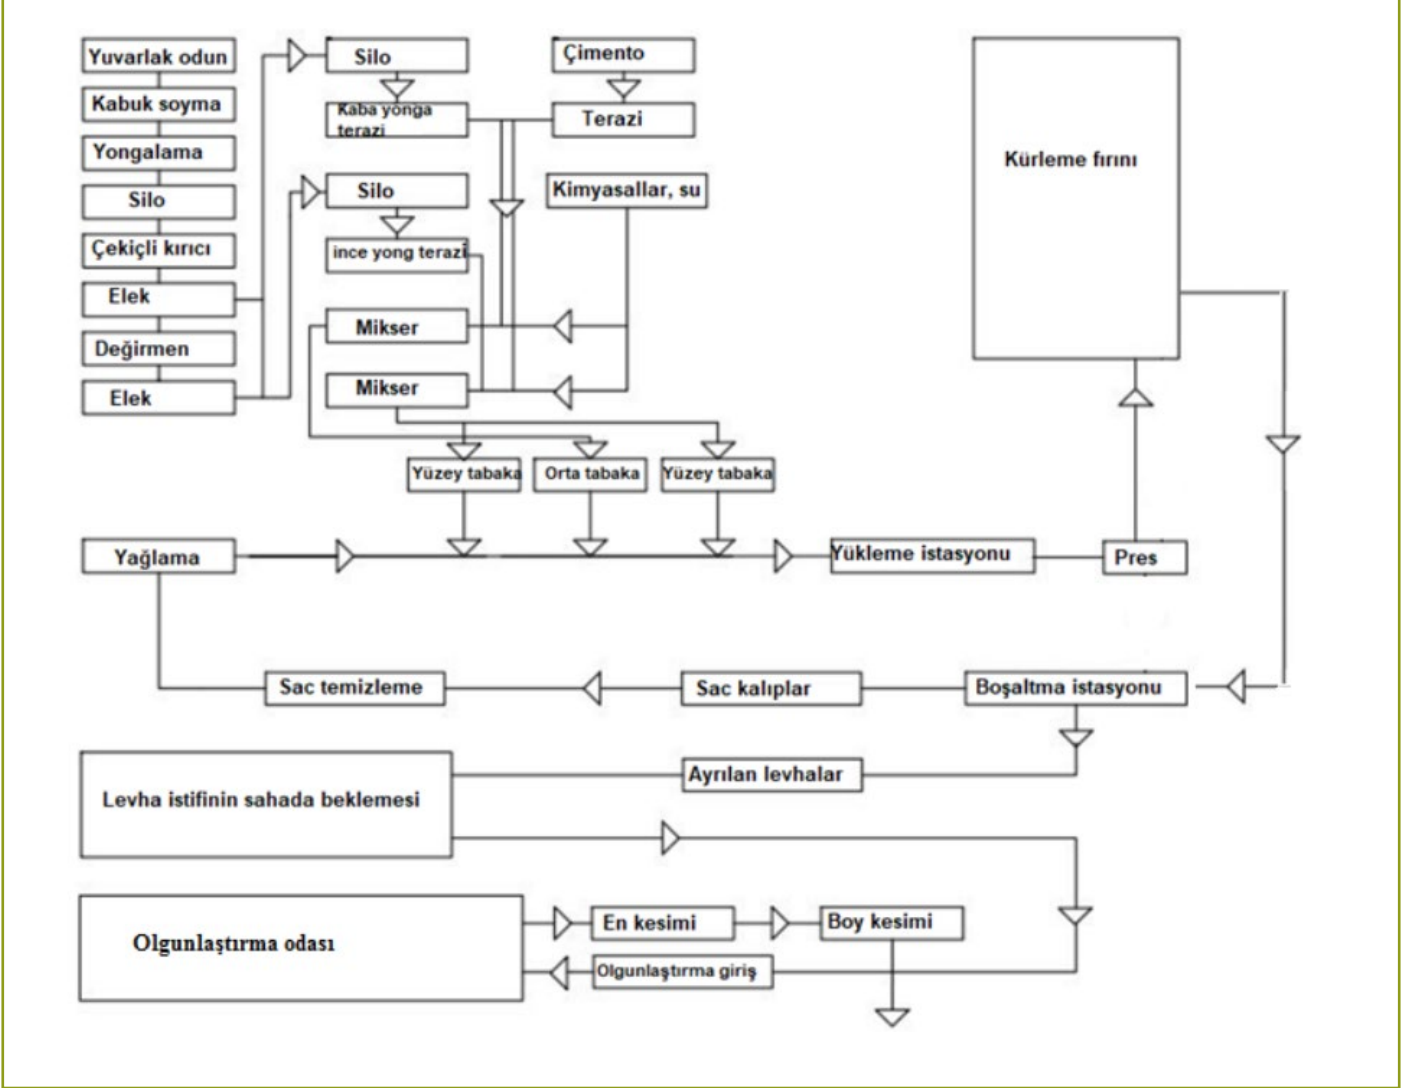 Yuvarlak odun
Kabuk soyma
Yongalama
Silo
Çekiçli kırıcı
Elek
Değirmen
Elek
Silo
Kaba yonga
terazi
Çimento
Terazi
Silo
ince yong terazi
Kimyasallar, su
Mikser
Mikser
Yüzey tabaka
Orta tabaka
Yüzey tabaka
Kürleme fırını
Yağlama
Yükleme istasyonu
Pres
Sac temizleme
Sac kalıplar
Boşaltma istasyonu
Ayrılan levhalar
Levha istifinin sahada beklemesi
Olgunlaştırma odası
En kesimi
Boy kesimi
Olgunlaştırma giriş